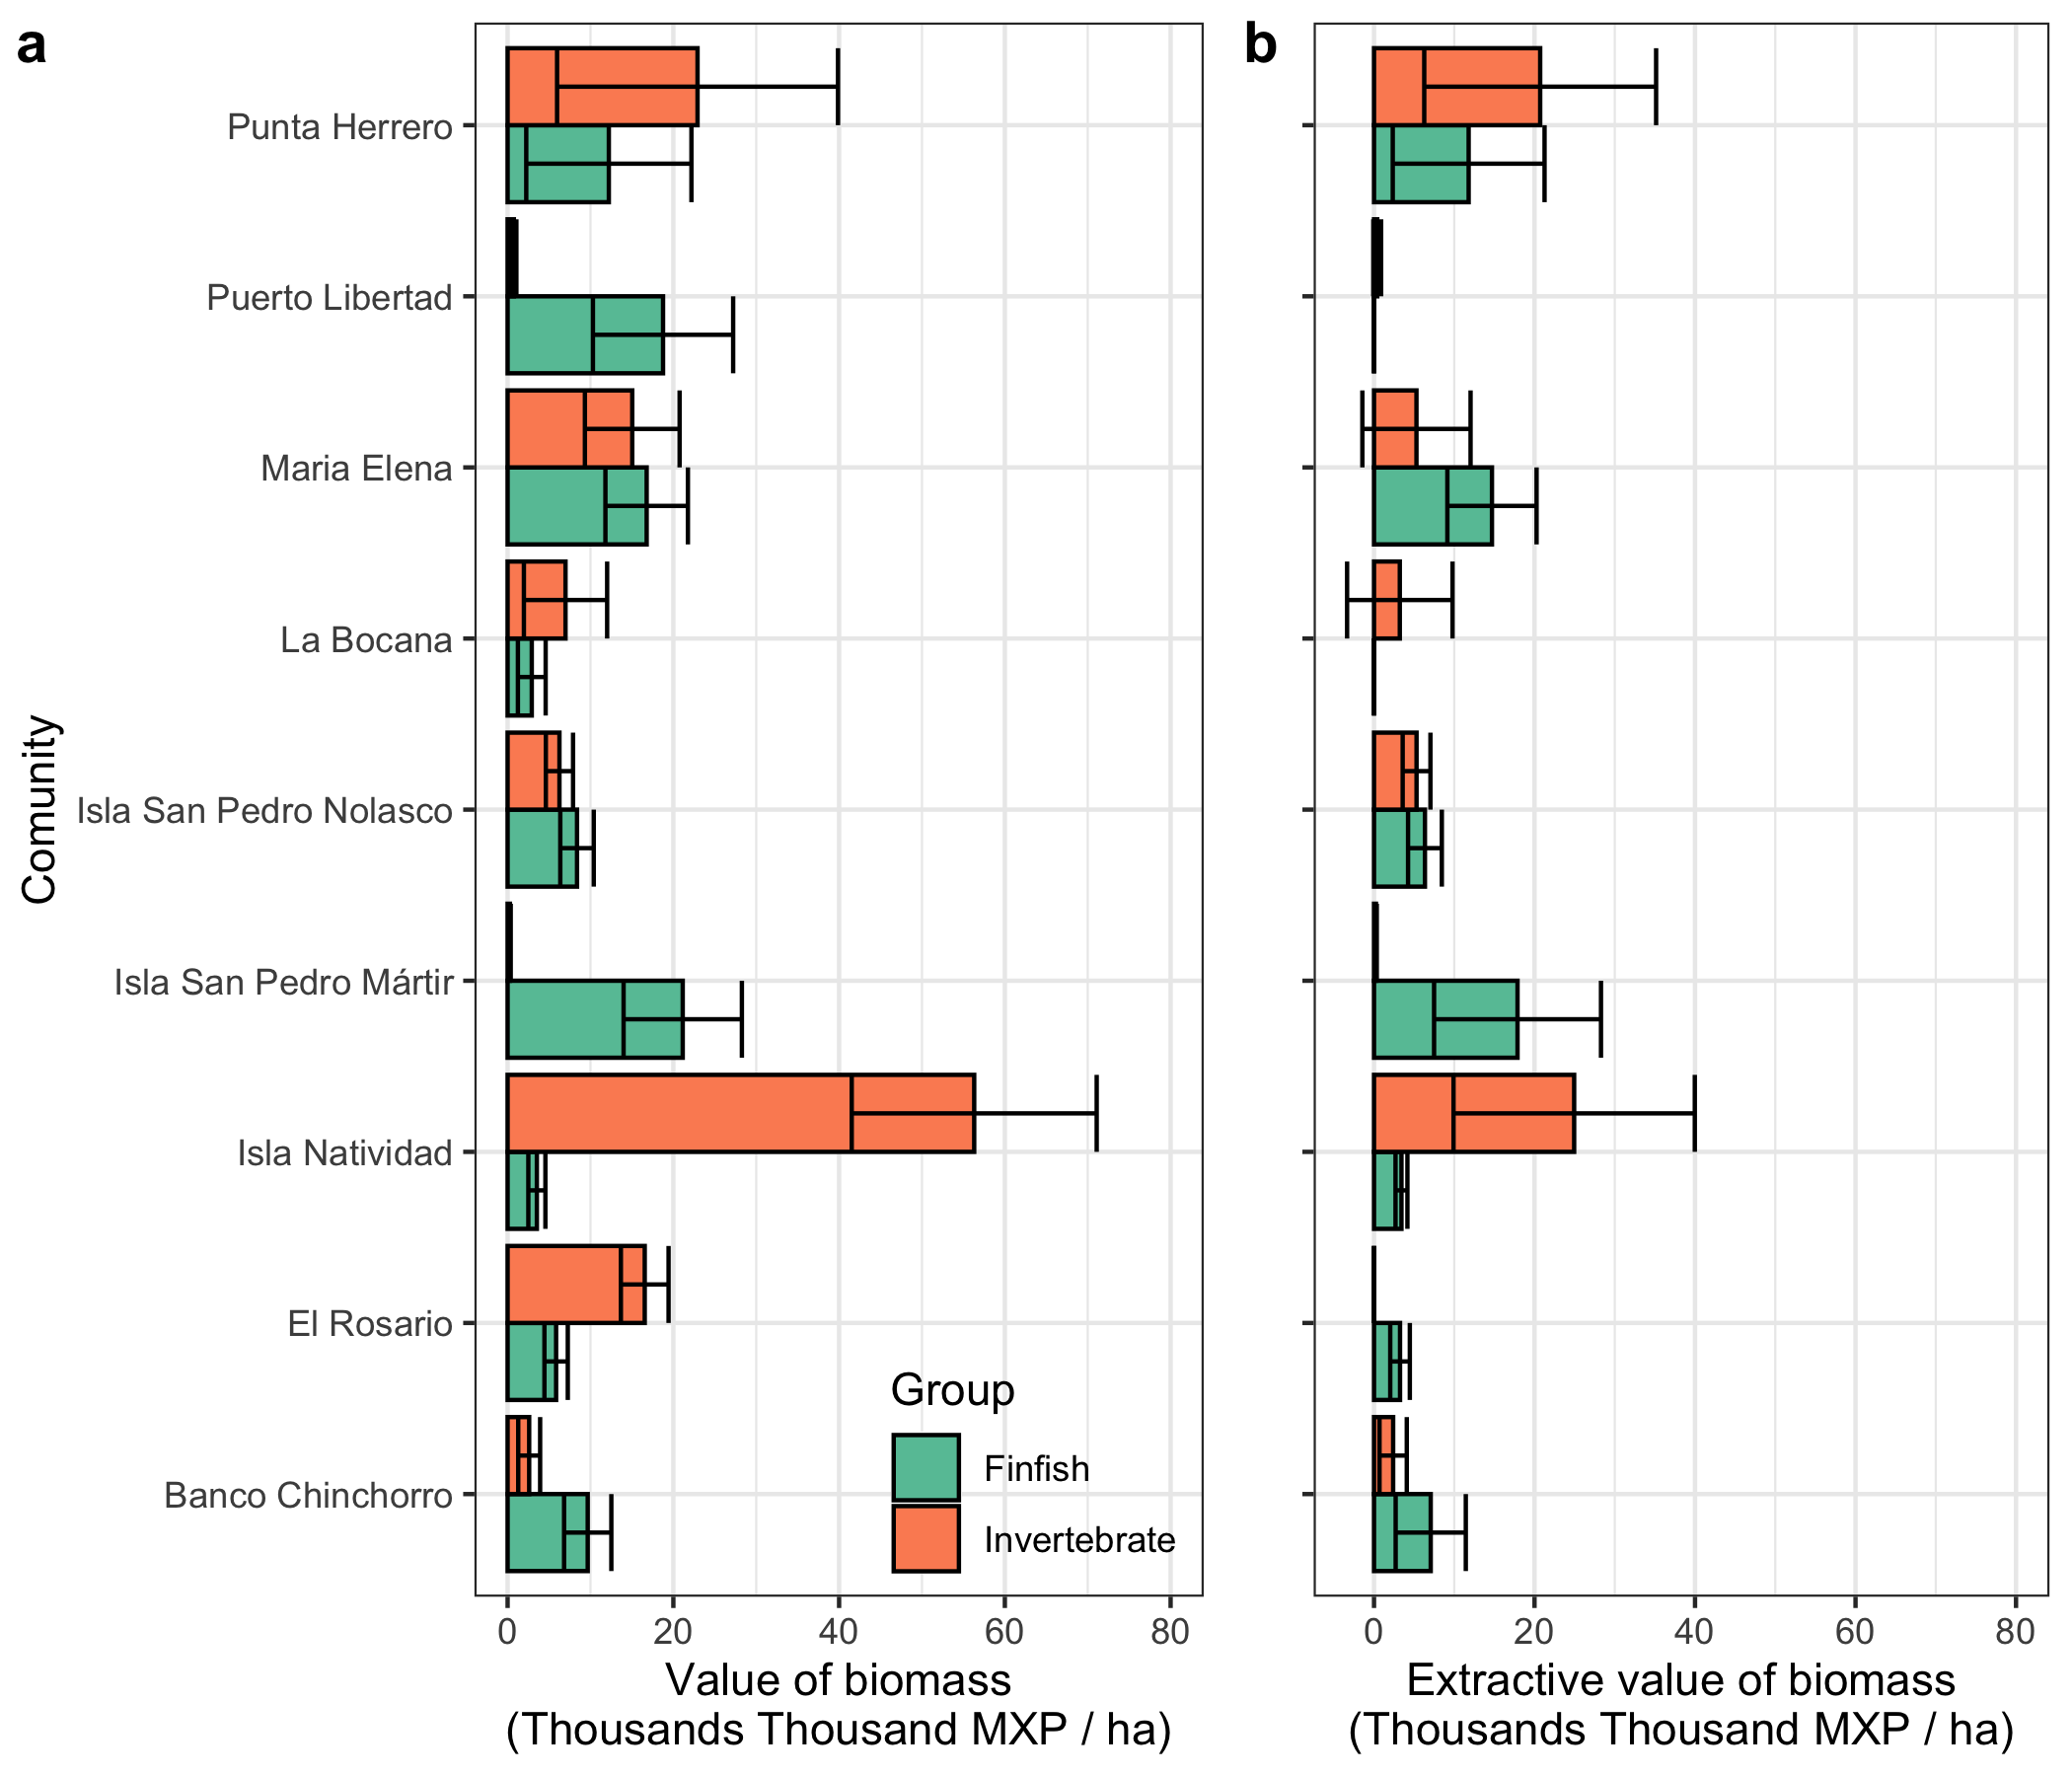 a
b
Comunity
Punta Herrero
Puerto Libertad
Maria Elena
La Bocana
Isla San Pedro Nolasco
Isla San Pedro Mártir
Isla Natividad
El Rosario
Banco Chinchorro
Group
Finfish
Invertebrate
0 20 40 60 80
Value of biomass
(Thousands Thousand MXP / ha)
0 20 40 60 80
Extractive value of biomass
(Thousands Thousand MXP / ha)